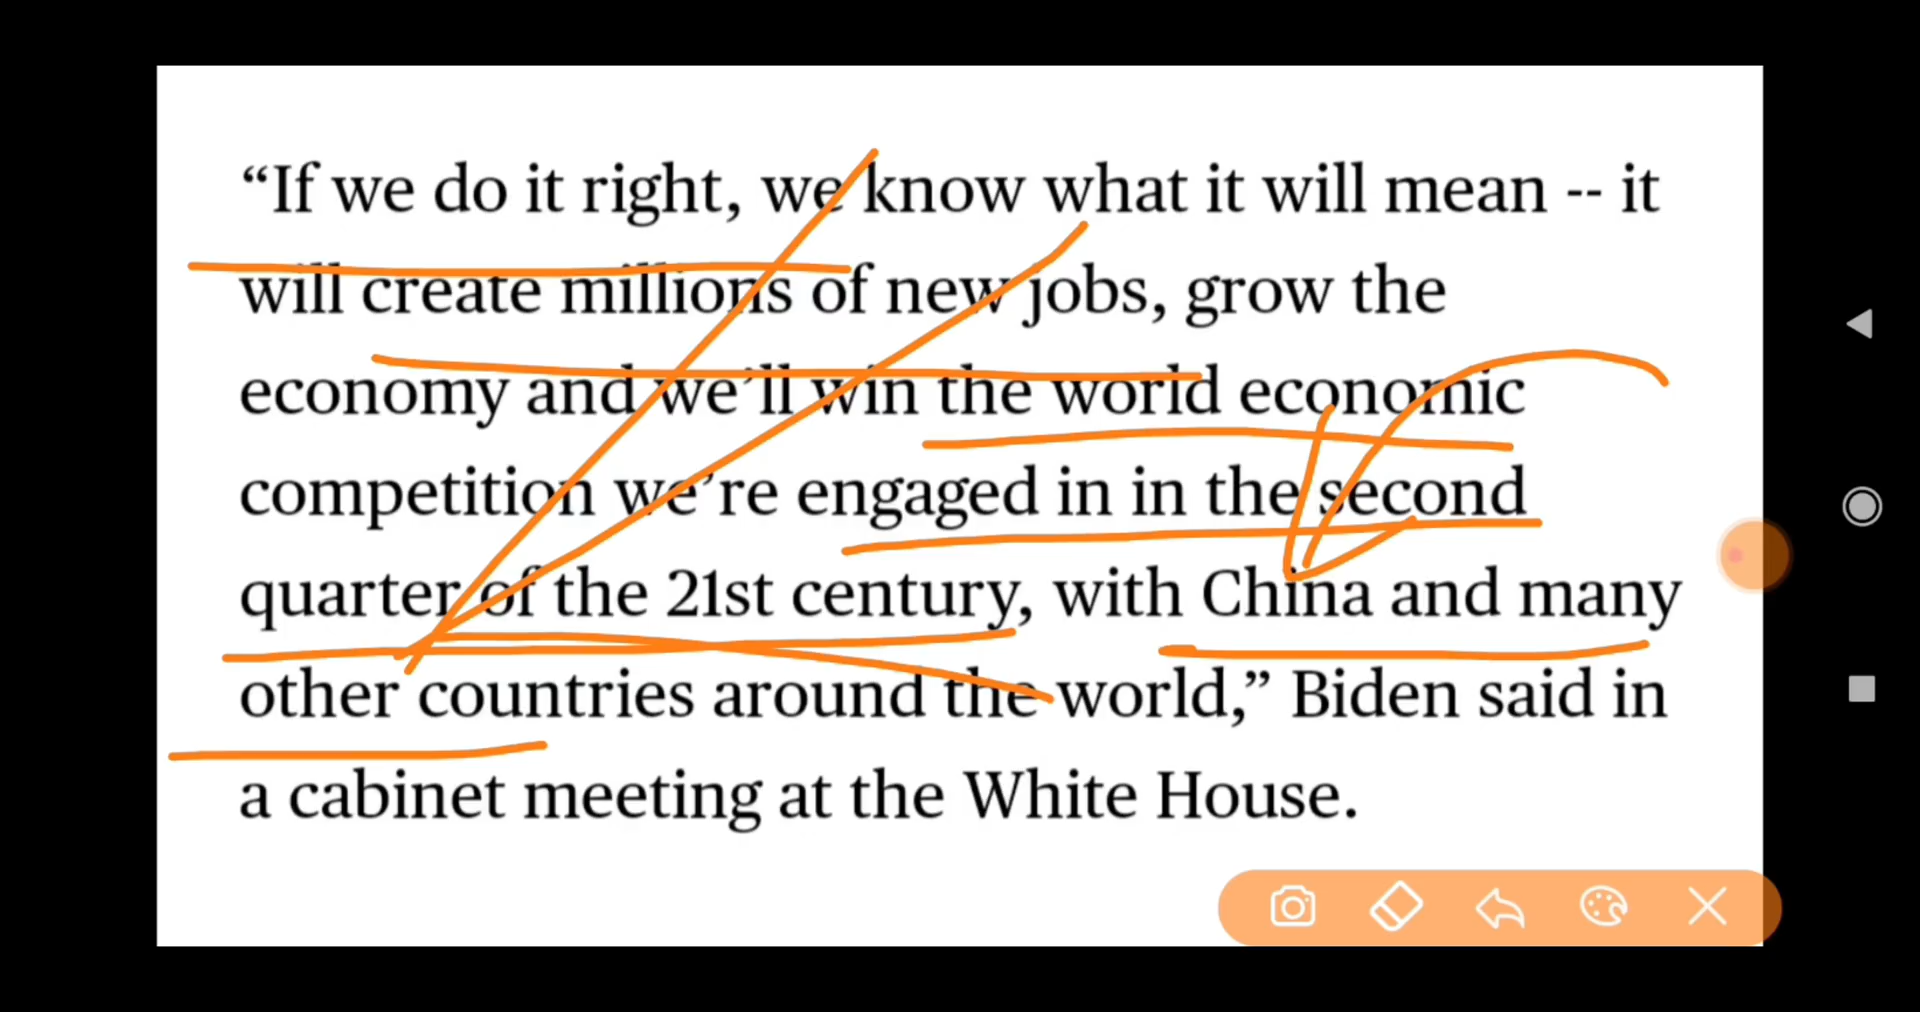 “If we do it right, we know what it will mean -- it
will create millions of new jobs, grow the
economy and we’ll win the world economic
competition we’re engaged in in the second
quarter of the 21st century, with China and many
other countries around the world,” Biden said in
a cabinet meeting at the White House.